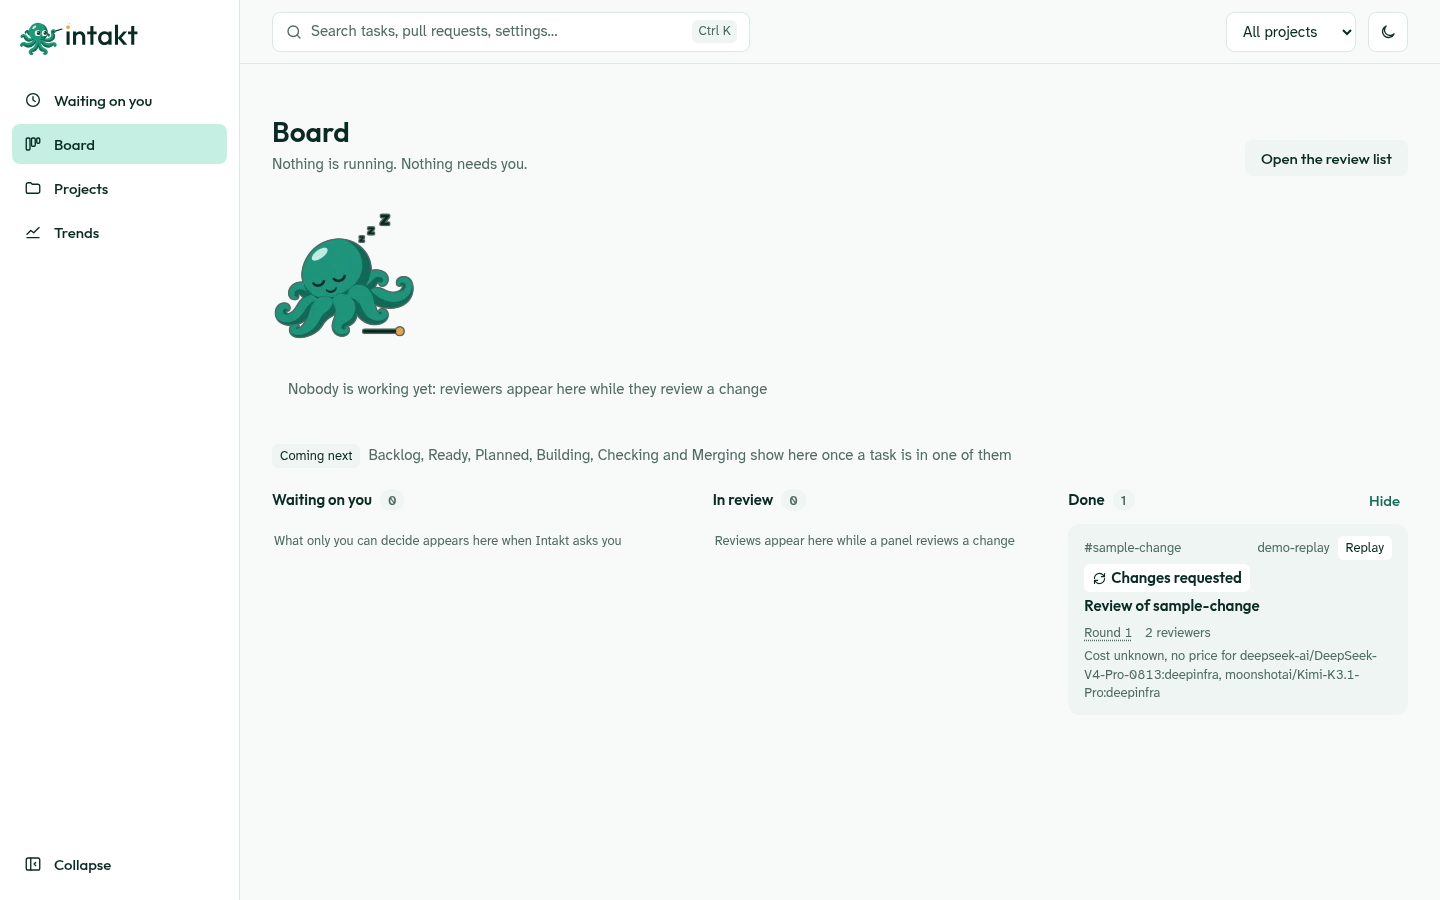 intakt
Search tasks, pull requests, settings...
Ctrl K
All projects
Waiting on you
Board
Projects
Trends
Collapse
Board
Nothing is running. Nothing needs you.
Open the review list
z z z
Nobody is working yet: reviewers appear here while they review a change
Coming next
Backlog, Ready, Planned, Building, Checking and Merging show here once a task is in one of them
Waiting on you 0
What only you can decide appears here when Intakt asks you
In review 0
Reviews appear here while a panel reviews a change
Done 1
Hide
#sample-change
demo-replay
Replay
Changes requested
Review of sample-change
Round 1
2 reviewers
Cost unknown, no price for deepseek-ai/DeepSeek-
V4-Pro-0813:deepinfra, moonshotai/Kimi-K3.1-
Pro:deepinfra